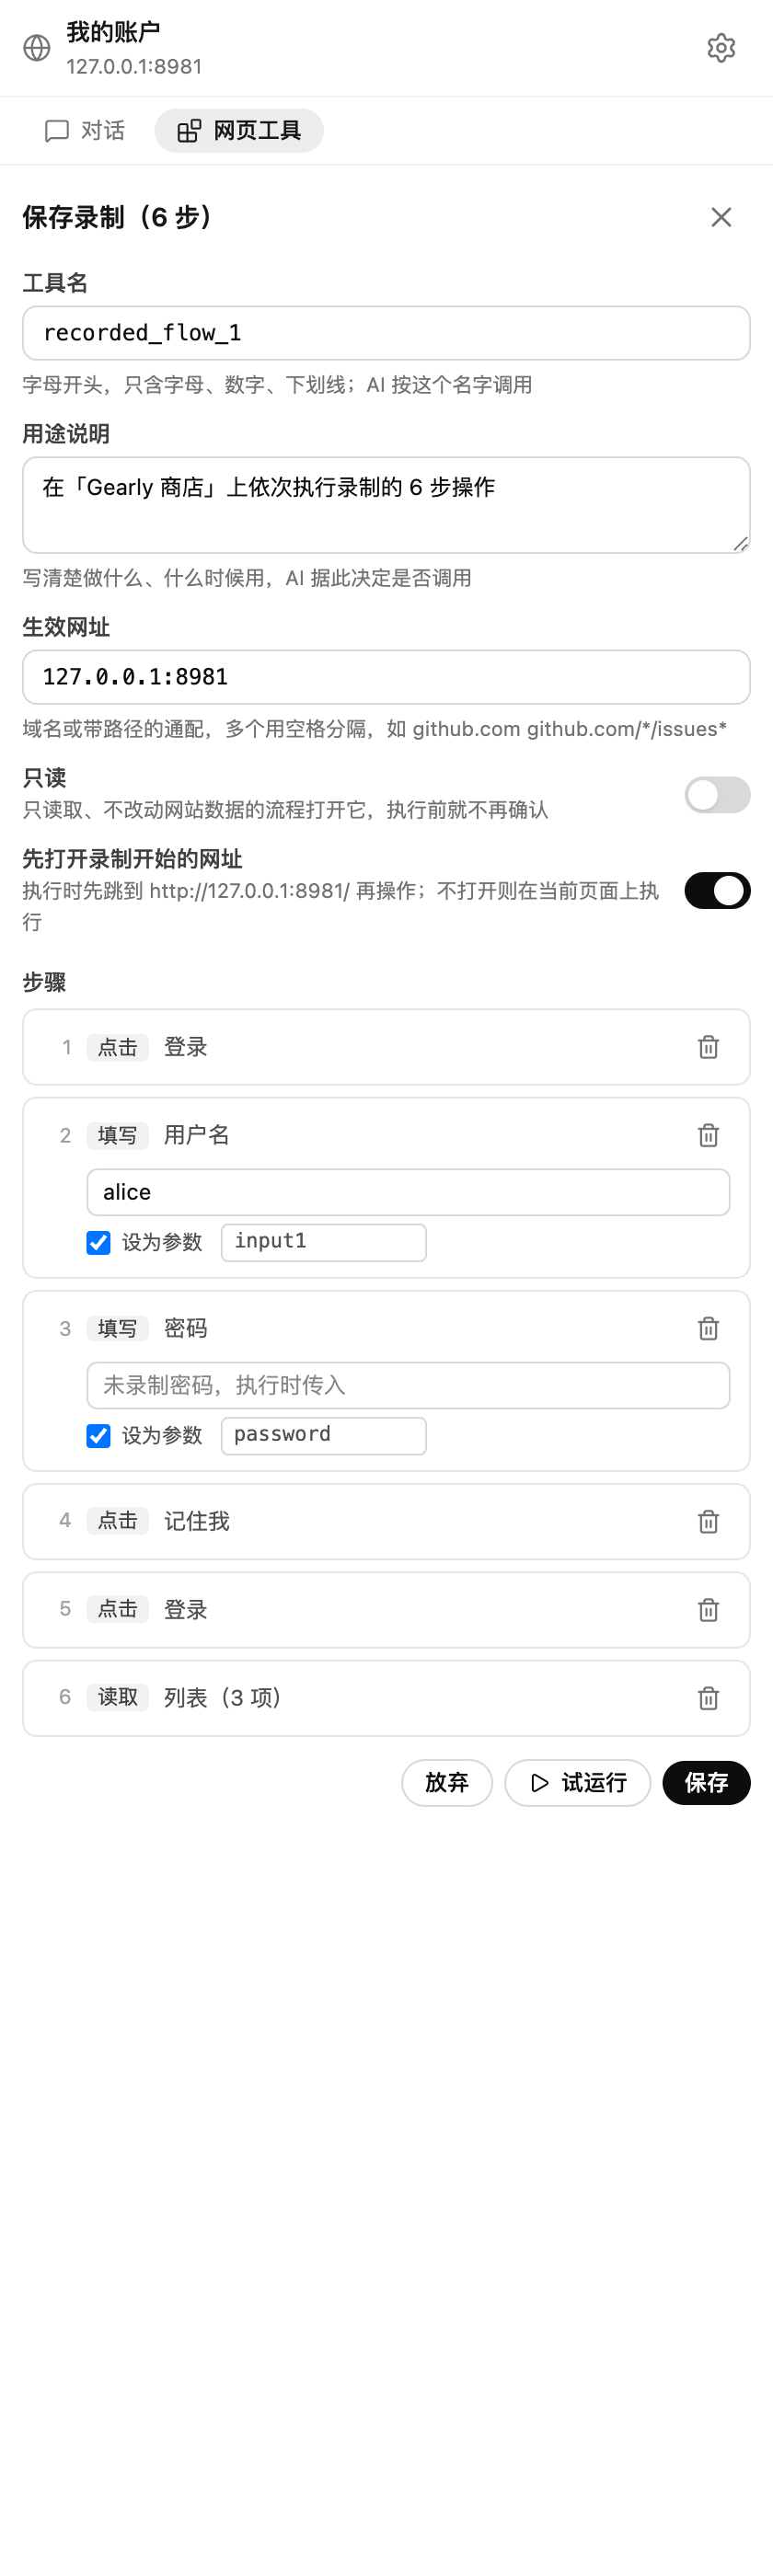 我的账户
127.0.0.1:8981
对话
网页工具
保存录制（6 步）
工具名
recorded_flow_1
字母开头，只含字母、数字、下划线；AI 按这个名字调用
用途说明
在「Gearly 商店」上依次执行录制的 6 步操作
写清楚做什么、什么时候用，AI 据此决定是否调用
生效网址
127.0.0.1:8981
域名或带路径的通配，多个用空格分隔，如 github.com github.com/*/issues*
只读
只读取、不改动网站数据的流程打开它，执行前就不再确认
先打开录制开始的网址
执行时先跳到 http://127.0.0.1:8981/ 再操作；不打开则在当前页面上执
行
步骤
1 点击 登录
2 填写 用户名
alice
设为参数 input1
3 填写 密码
未录制密码，执行时传入
设为参数 password
4 点击 记住我
5 点击 登录
6 读取 列表（3 项）
放弃 试运行 保存